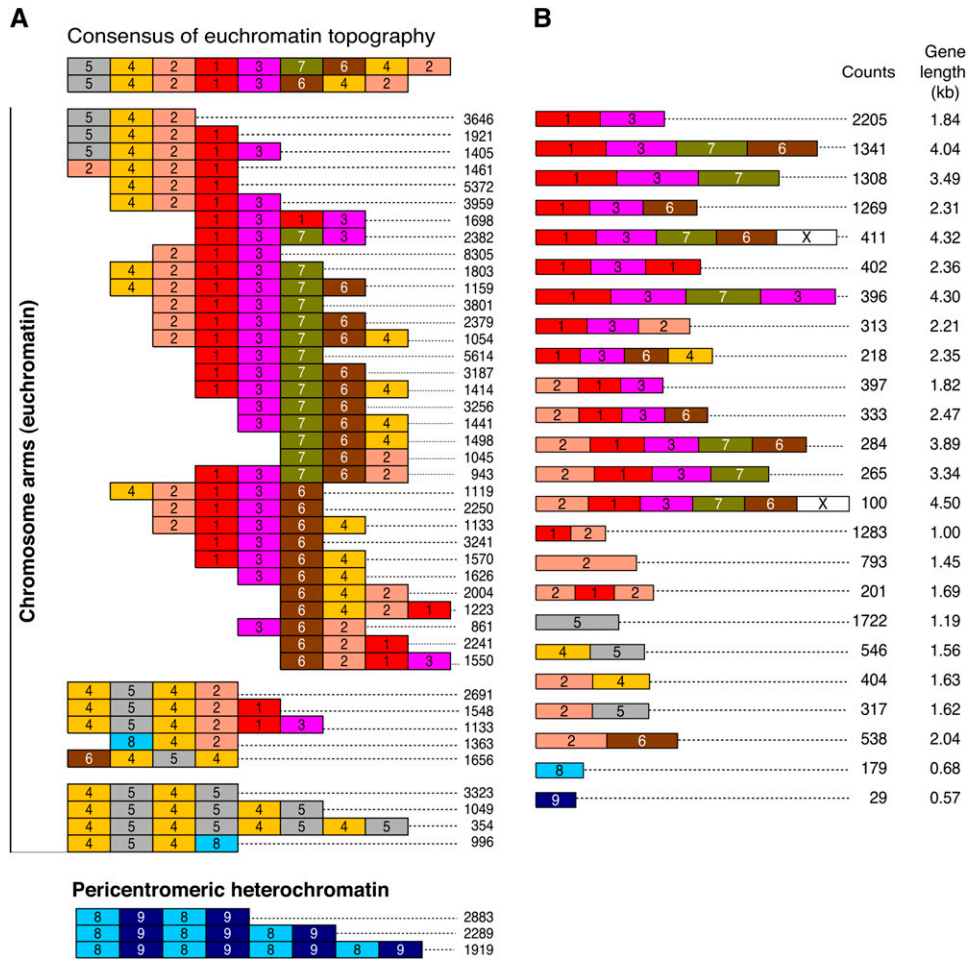 A
Consensus of euchromatin topography
5 4 2 1 3 7 6 4 2
5 4 2 1 3 6 4 2
Chromosome arms (euchromatin)
5 4 2 3646
5 4 2 1 1921
5 4 2 1 3 1405
2 4 2 1 1461
4 2 1 5372
4 2 1 3 3959
1 3 1 3 1698
1 3 7 3 2382
2 1 3 8305
4 2 1 3 7 1803
4 2 1 3 7 6 1159
2 1 3 7 3801
2 1 3 7 6 2379
2 1 3 7 6 4 1054
1 3 7 5614
1 3 7 6 3187
1 3 7 6 4 1414
3 7 6 3256
3 7 6 4 1441
7 6 4 1498
7 6 2 1045
1 3 7 6 2 943
4 2 1 3 6 1119
2 1 3 6 2250
2 1 3 6 4 1133
1 3 6 3241
1 3 6 4 1570
3 6 4 1626
6 4 2 2004
6 4 2 1 1223
3 6 2 861
6 2 1 2241
6 2 1 3 1550
4 5 4 2 2691
4 5 4 2 1 1548
4 5 4 2 1 3 1133
8 4 2 1363
6 4 5 4 1656
4 5 4 5 3323
4 5 4 5 4 5 1049
4 5 4 5 4 5 4 5 354
4 5 4 8 996
Pericentromeric heterochromatin
8 9 8 9 2883
8 9 8 9 8 9 2289
8 9 8 9 8 9 8 9 1919
B
Counts
Gene
length
(kb)
1 3 2205 1.84
1 3 7 6 1341 4.04
1 3 7 1308 3.49
1 3 6 1269 2.31
1 3 7 6 X 411 4.32
1 3 1 402 2.36
1 3 7 3 396 4.30
1 3 2 313 2.21
1 3 6 4 218 2.35
2 1 3 397 1.82
2 1 3 6 333 2.47
2 1 3 7 6 284 3.89
2 1 3 7 265 3.34
2 1 3 7 6 X 100 4.50
1 2 1283 1.00
2 793 1.45
2 1 2 201 1.69
5 1722 1.19
4 5 546 1.56
2 4 404 1.63
2 5 317 1.62
2 6 538 2.04
8 179 0.68
9 29 0.57